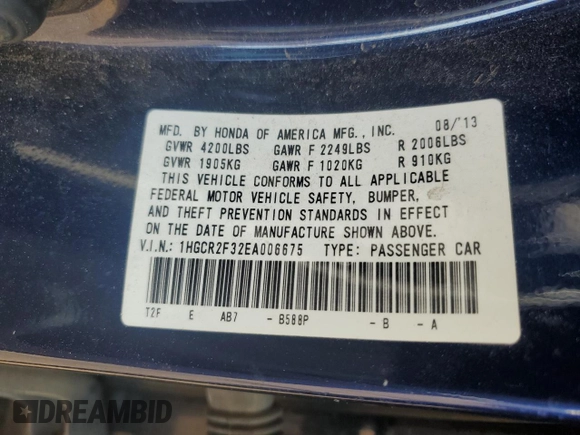 MFD. BY HONDA OF AMERICA MFG., INC. 08/'13
GVWR 4200LBS GAWR F 2249LBS R 2006LBS
GVWR 1905KG GAWR F 1020KG R 910KG
THIS VEHICLE CONFORMS TO ALL APPLICABLE
FEDERAL MOTOR VEHICLE SAFETY, BUMPER,
AND THEFT PREVENTION STANDARDS IN EFFECT
ON THE DATE OF MANUFACTURE SHOWN ABOVE.
V.I.N.: 1HGCR2F32EA006675 TYPE: PASSENGER CAR
T2F E AB7 - B588P - B - A
DREAMBID